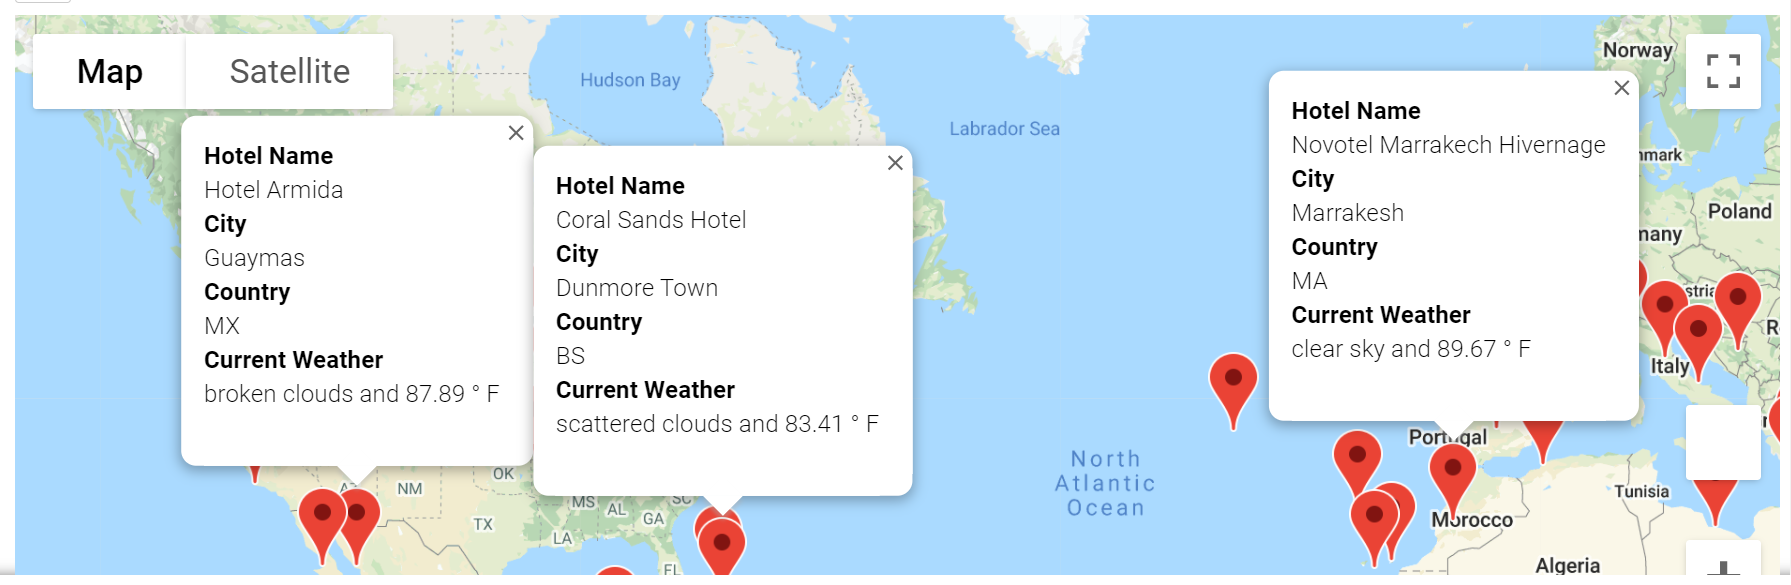 Map
Satellite
Hudson Bay
Labrador Sea
Norway
Hotel Name
Hotel Armida
City
Guaymas
Country
MX
Current Weather
broken clouds and 87.89 ° F
Hotel Name
Coral Sands Hotel
City
Dunmore Town
Country
BS
Current Weather
scattered clouds and 83.41 ° F
Hotel Name
Novotel Marrakech Hivernage
City
Marrakesh
Country
MA
Current Weather
clear sky and 89.67 ° F
nmark
Poland
many
stria
Italy
Portugal
Tunisia
Morocco
Algeria
North
Atlantic
Ocean
NM
OK
TX
MS
AL
GA
SC
LA
FL